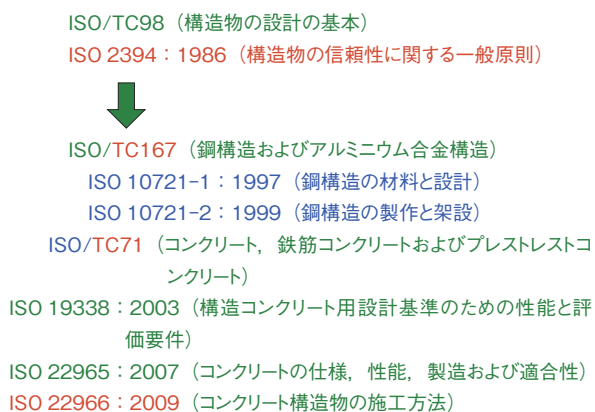 ISO/TC98（構造物の設計の基本）
ISO 2394：1986（構造物の信頼性に関する一般原則）
ISO/TC167（鋼構造およびアルミニウム合金構造）
ISO 10721-1：1997（鋼構造の材料と設計）
ISO 10721-2：1999（鋼構造の製作と架設）
ISO/TC71（コンクリート，鉄筋コンクリートおよびプレストレストコ
ンクリート）
ISO 19338：2003（構造コンクリート用設計基準のための性能と評
価要件）
ISO 22965：2007（コンクリートの仕様，性能，製造および適合性）
ISO 22966：2009（コンクリート構造物の施工方法）